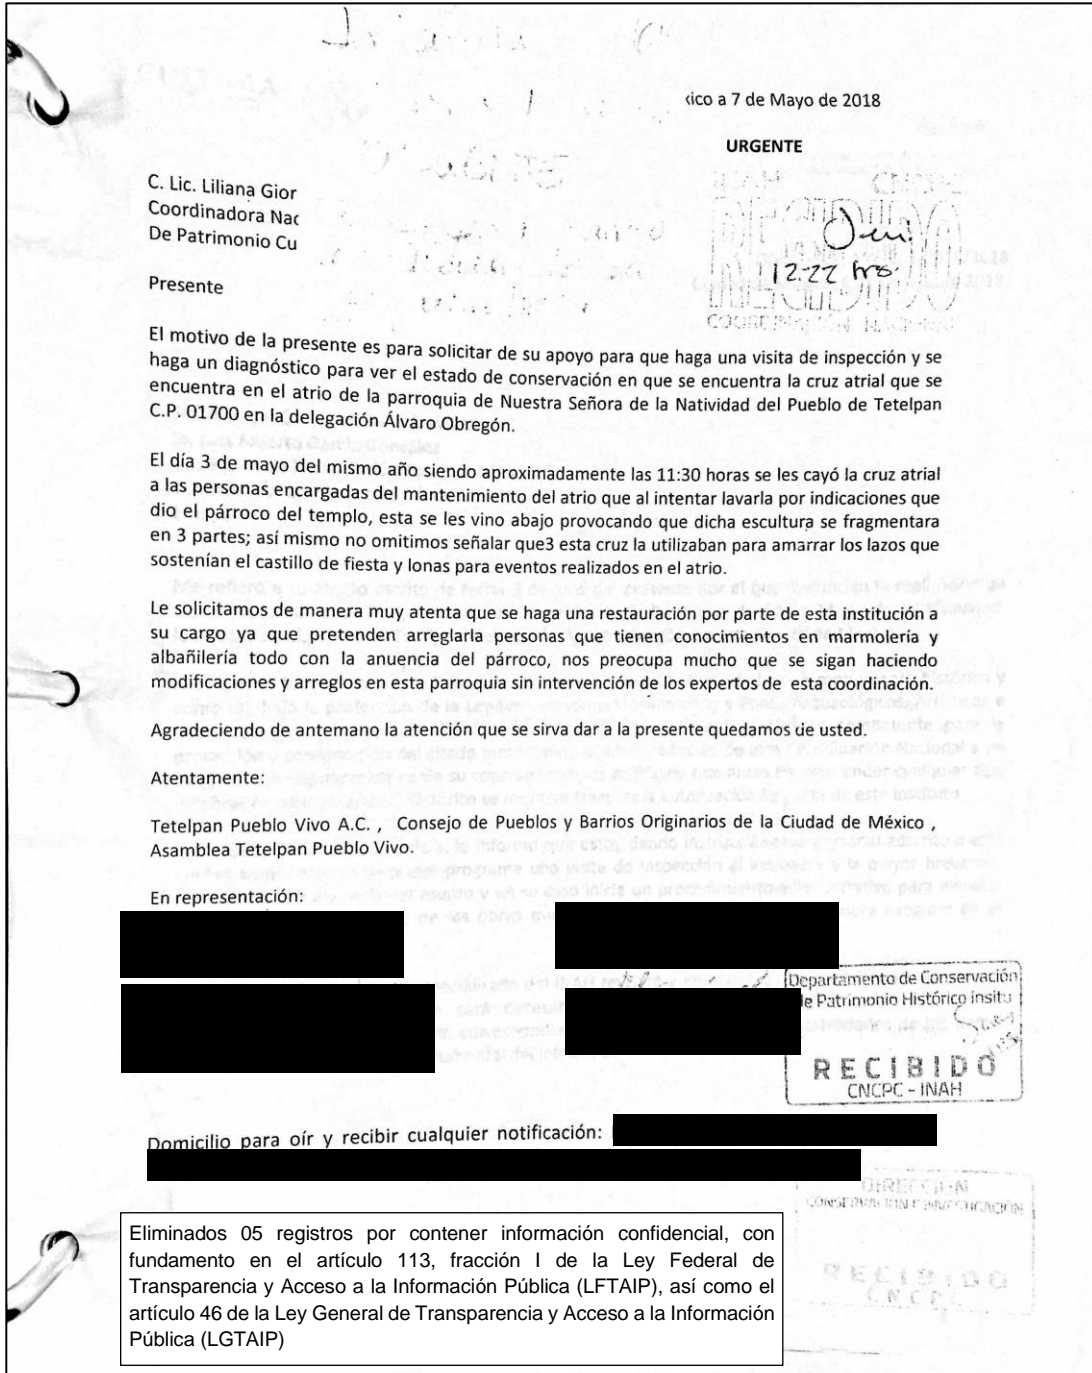 ico a 7 de Mayo de 2018
URGENTE
C. Lic. Liliana Gior
Coordinadora Nac
De Patrimonio Cu
INAH CNCPC
RECIBIDO
12:22 hrs.
COORDINACIÓN NACIONAL
Presente
El motivo de la presente es para solicitar de su apoyo para que haga una visita de inspección y se
haga un diagnóstico para ver el estado de conservación en que se encuentra la cruz atrial que se
encuentra en el atrio de la parroquia de Nuestra Señora de la Natividad del Pueblo de Tetelpan
C.P. 01700 en la delegación Álvaro Obregón.
El día 3 de mayo del mismo año siendo aproximadamente las 11:30 horas se les cayó la cruz atrial
a las personas encargadas del mantenimiento del atrio que al intentar lavarla por indicaciones que
dio el párroco del templo, esta se les vino abajo provocando que dicha escultura se fragmentara
en 3 partes; así mismo no omitimos señalar que3 esta cruz la utilizaban para amarrar los lazos que
sostenían el castillo de fiesta y lonas para eventos realizados en el atrio.
Le solicitamos de manera muy atenta que se haga una restauración por parte de esta institución a
su cargo ya que pretenden arreglarla personas que tienen conocimientos en marmolería y
albañilería todo con la anuencia del párroco, nos preocupa mucho que se sigan haciendo
modificaciones y arreglos en esta parroquia sin intervención de los expertos de esta coordinación.
Agradeciendo de antemano la atención que se sirva dar a la presente quedamos de usted.
Atentamente:
Tetelpan Pueblo Vivo A.C. , Consejo de Pueblos y Barrios Originarios de la Ciudad de México ,
Asamblea Tetelpan Pueblo Vivo.
En representación:
Departamento de Conservación
de Patrimonio Histórico insitu
RECIBIDO
CNCPC - INAH
Domicilio para oír y recibir cualquier notificación:
DIRECCIÓN
CONSERVACIÓN E INVESTIGACIÓN
RECIBIDO
CNCPC
Eliminados 05 registros por contener información confidencial, con
fundamento en el artículo 113, fracción I de la Ley Federal de
Transparencia y Acceso a la Información Pública (LFTAIP), así como el
artículo 46 de la Ley General de Transparencia y Acceso a la Información
Pública (LGTAIP)